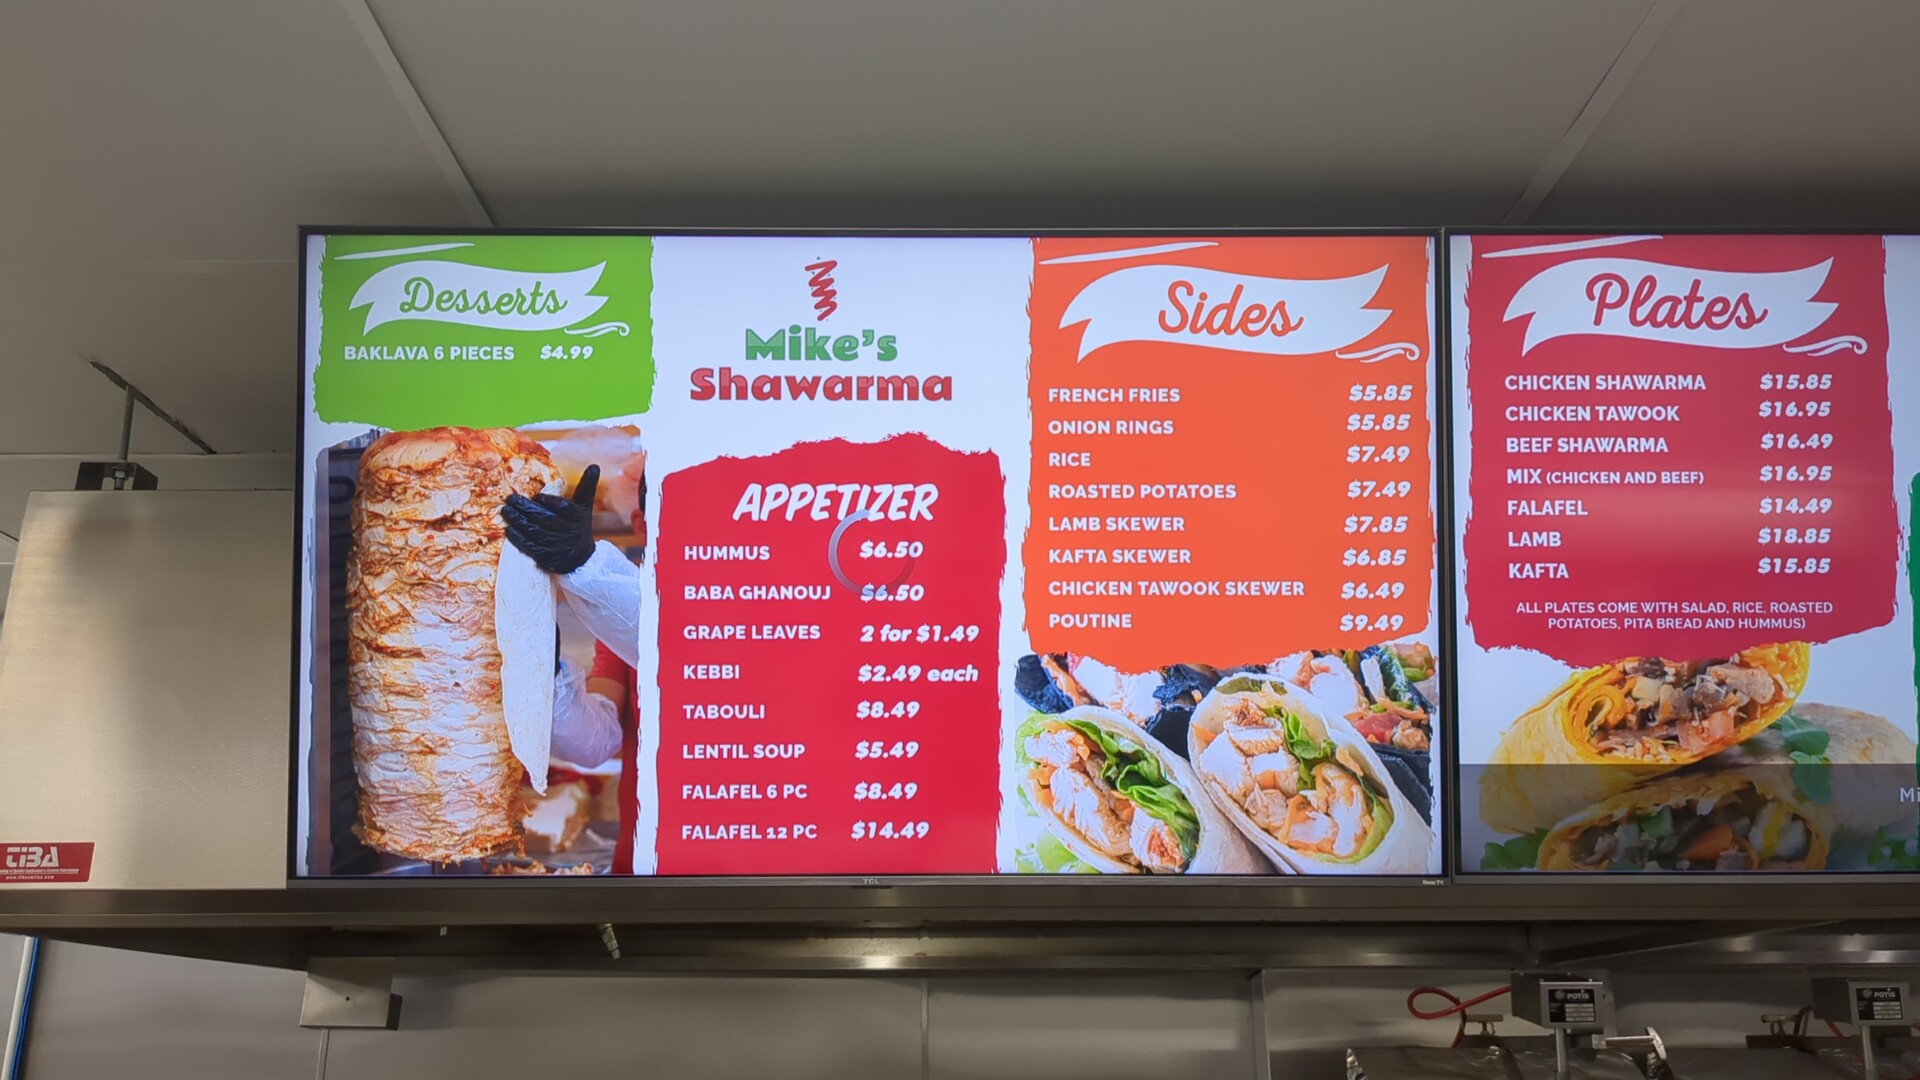 Desserts
BAKLAVA 6 PIECES $4.99
Mike's
Shawarma
APPETIZER
HUMMUS $6.50
BABA GHANOUJ $6.50
GRAPE LEAVES 2 for $1.49
KEBBI $2.49 each
TABOULI $8.49
LENTIL SOUP $5.49
FALAFEL 6 PC $8.49
FALAFEL 12 PC $14.49
Sides
FRENCH FRIES $5.85
ONION RINGS $5.85
RICE $7.49
ROASTED POTATOES $7.49
LAMB SKEWER $7.85
KAFTA SKEWER $6.85
CHICKEN TAWOOK SKEWER $6.49
POUTINE $9.49
Plates
CHICKEN SHAWARMA $15.85
CHICKEN TAWOOK $16.95
BEEF SHAWARMA $16.49
MIX (CHICKEN AND BEEF) $16.95
FALAFEL $14.49
LAMB $18.85
KAFTA $15.85
ALL PLATES COME WITH SALAD, RICE, ROASTED
POTATOES, PITA BREAD AND HUMMUS)
Mi
TIBA
TCL
Roku TV
POTIS
POTIS